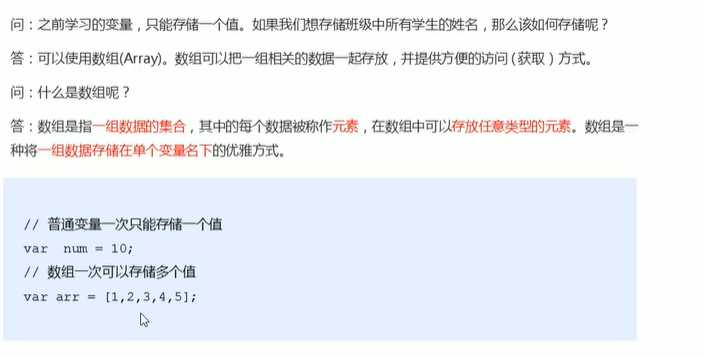 问：之前学习的变量，只能存储一个值。如果我们想存储班级中所有学生的姓名，那么该如何存储呢？
答：可以使用数组(Array)。数组可以把一组相关的数据一起存放，并提供方便的访问(获取）方式。
问：什么是数组呢？
答：数组是指一组数据的集合，其中的每个数据被称作元素，在数组中可以存放任意类型的元素。数组是一
种将一组数据存储在单个变量名下的优雅方式。
// 普通变量一次只能存储一个值
var  num = 10;
// 数组一次可以存储多个值
var arr = [1,2,3,4,5];